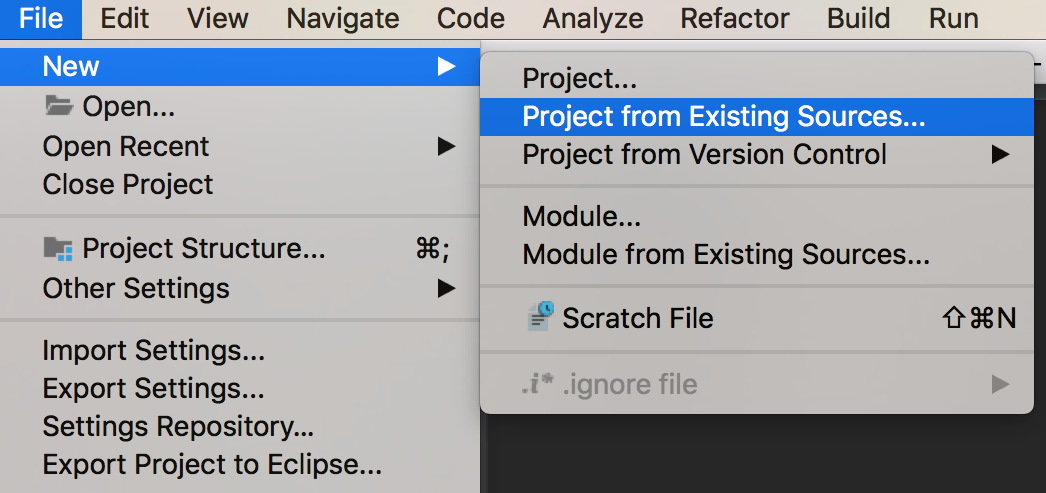 File Edit View Navigate Code Analyze Refactor Build Run
New
Open...
Open Recent
Close Project
Project Structure... ⌘;
Other Settings
Import Settings...
Export Settings...
Settings Repository...
Export Project to Eclipse...
Project...
Project from Existing Sources...
Project from Version Control
Module...
Module from Existing Sources...
Scratch File ⇧⌘N
.i* .ignore file